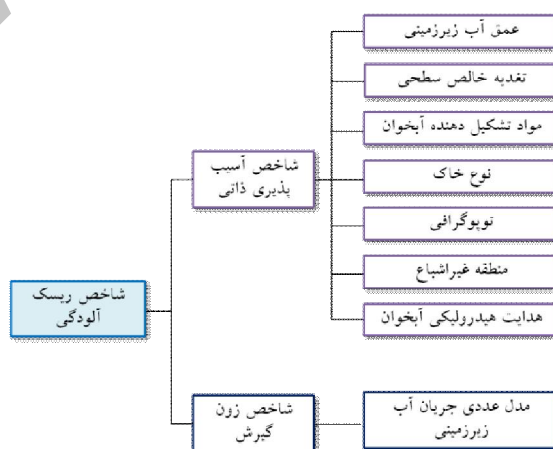 عمق آب زیرزمینی
تغدیه خالص سطحی
مواد تشکیل دهنده آبخوان
شاخص آسیب
پذیری ذاتی
نوع خاک
توپوگرافی
منطقه غیراشباع
شاخص ریسک
آلودگی
هدایت هیدرولیکی آبخوان
شاخص زون
گیرش
مدل عددی جریان آب
زیرزمینی